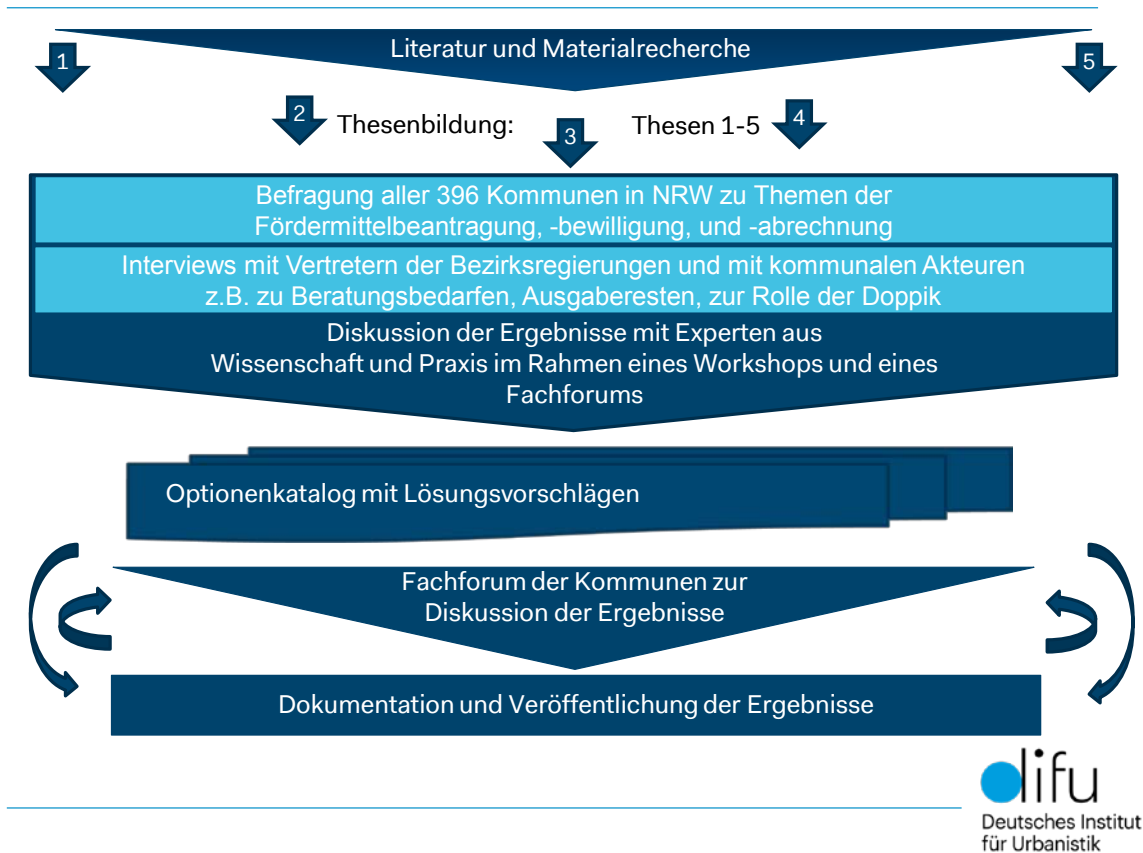 Literatur und Materialrecherche
1
5
2
Thesenbildung:
3
Thesen 1-5
4
Befragung aller 396 Kommunen in NRW zu Themen der
Fördermittelbeantragung, -bewilligung, und -abrechnung
Interviews mit Vertretern der Bezirksregierungen und mit kommunalen Akteuren
z.B. zu Beratungsbedarfen, Ausgaberesten, zur Rolle der Doppik
Diskussion der Ergebnisse mit Experten aus
Wissenschaft und Praxis im Rahmen eines Workshops und eines
Fachforums
Optionenkatalog mit Lösungsvorschlägen
Fachforum der Kommunen zur
Diskussion der Ergebnisse
Dokumentation und Veröffentlichung der Ergebnisse
difu
Deutsches Institut
für Urbanistik